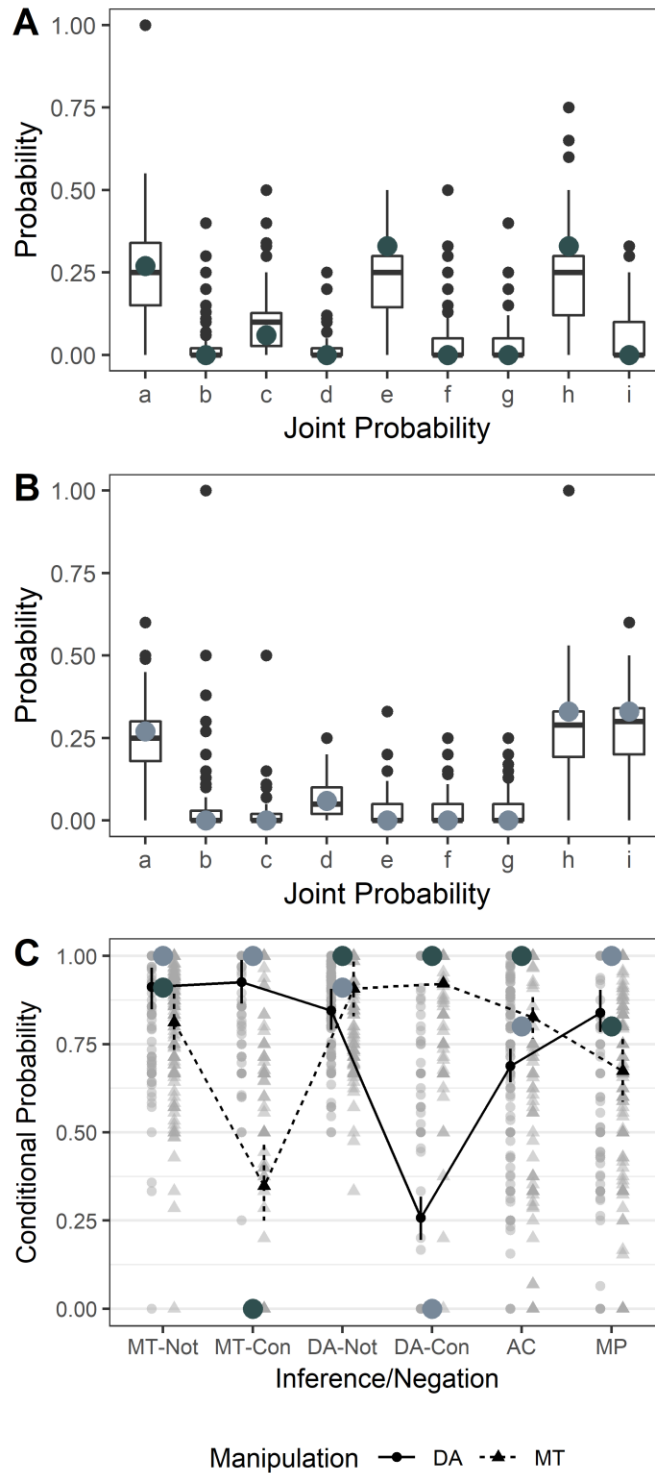 A
1.00
0.75
0.50
0.25
0.00
Probability
a b c d e f g h i
Joint Probability
B
1.00
0.75
0.50
0.25
0.00
Probability
a b c d e f g h i
Joint Probability
C
1.00
0.75
0.50
0.25
0.00
Conditional Probability
MT-Not MT-Con DA-Not DA-Con AC MP
Inference/Negation
Manipulation DA MT